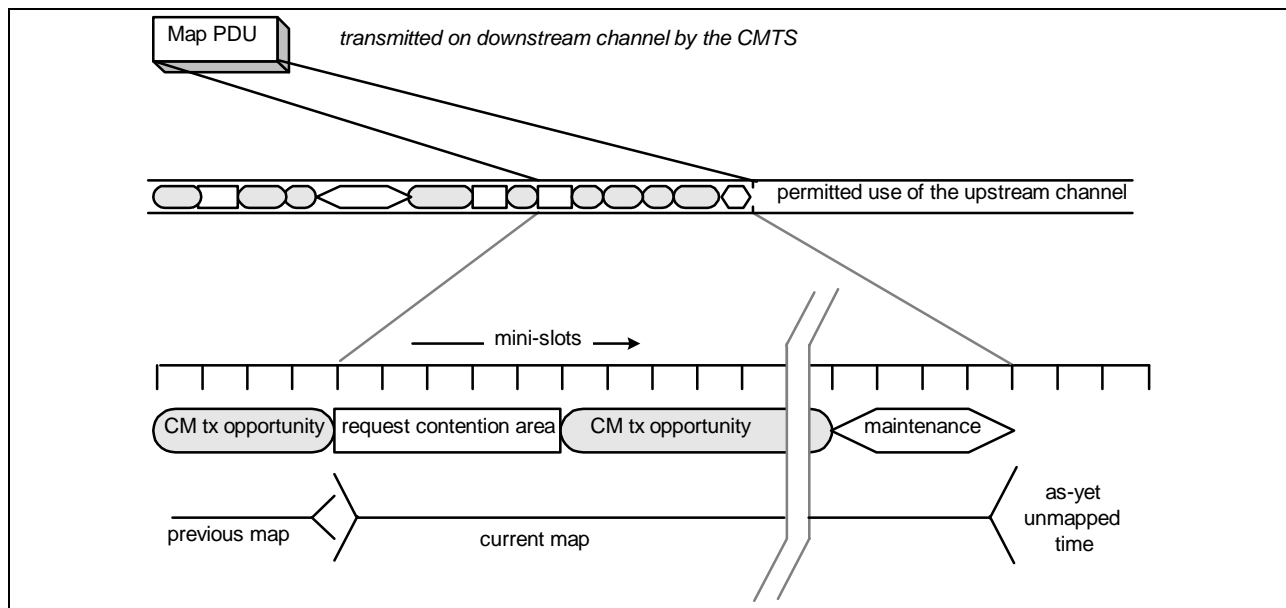 Map PDU
transmitted on downstream channel by the CMTS
permitted use of the upstream channel
mini-slots
CM tx opportunity
request contention area
CM tx opportunity
maintenance
previous map
current map
as-yet
unmapped
time